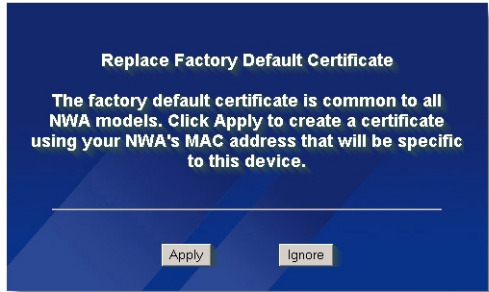 Replace Factory Default Certificate
The factory default certificate is common to all
NWA models. Click Apply to create a certificate
using your NWA's MAC address that will be specific
to this device.
Apply Ignore